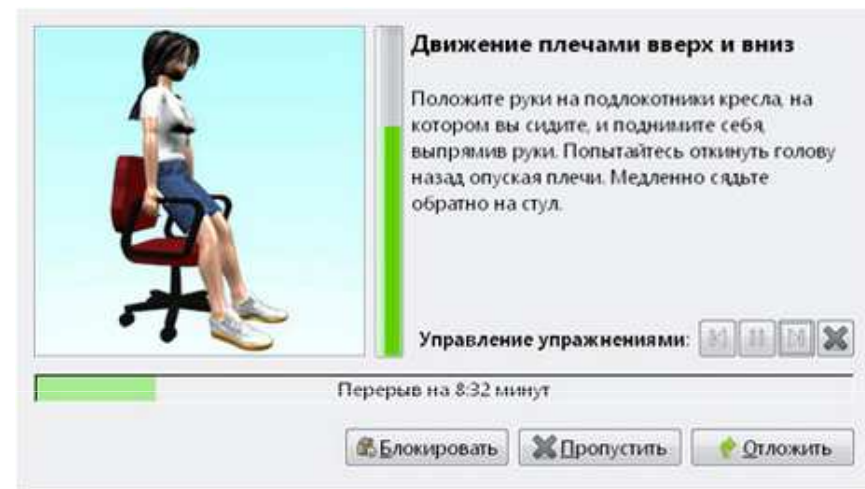 Движение плечами вверх и вниз
Положите руки на подлокотники кресла, на
котором вы сидите, и поднимите себя,
выпрямив руки. Попытайтесь откинуть голову
назад опуская плечи. Медленно сядьте
обратно на стул.
Управление упражнениями:
Перерыв на 8:32 минут
Блокировать Пропустить Отложить